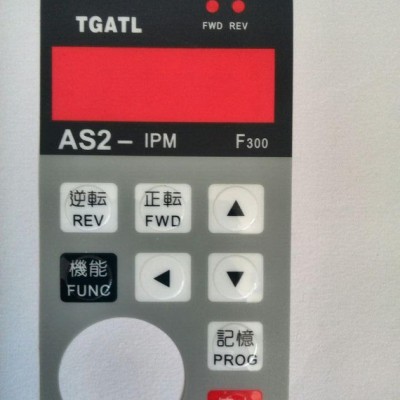 TGATL
FWD REV
AS2 - IPM F300
逆転 正転
REV FWD
機能
FUNC
記憶
PROG